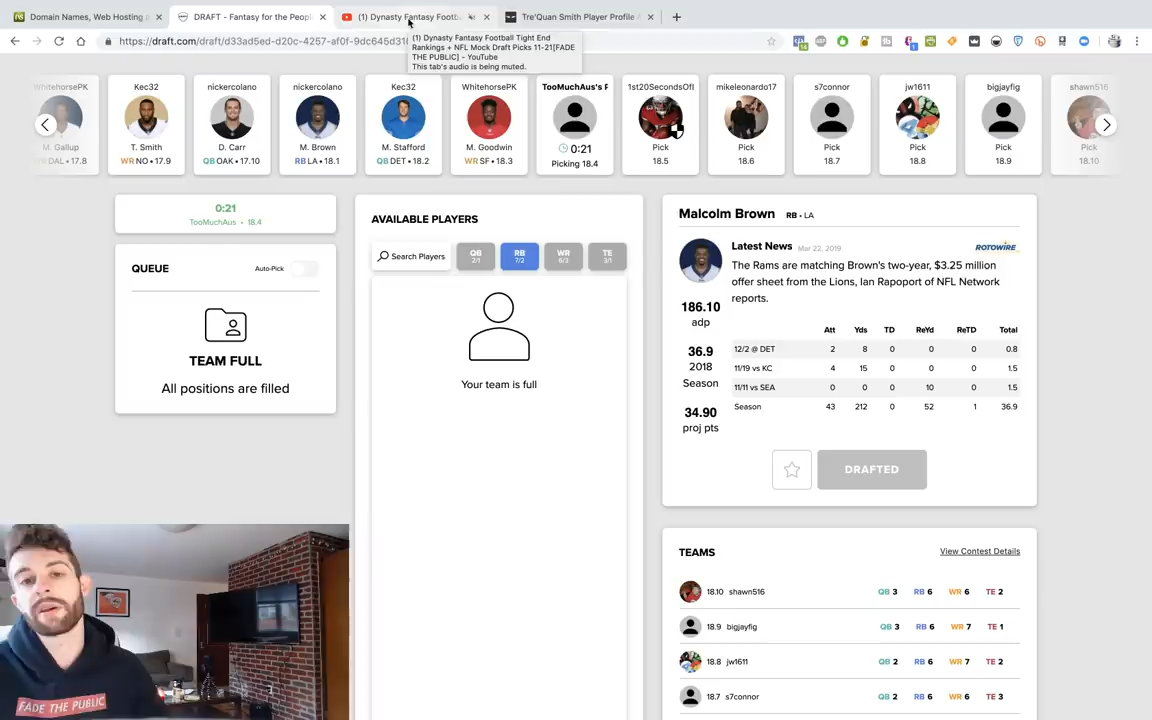 Domain Names, Web Hosting a
DRAFT - Fantasy for the Peopl
(1) Dynasty Fantasy Footba
Tre'Quan Smith Player Profile A
https://draft.com/draft/d33ad5ed-d20c-4257-af0f-9dc645d31
(1) Dynasty Fantasy Football Tight End
Rankings + NFL Mock Draft Picks 11-21[FADE
THE PUBLIC] - YouTube
This tab's audio is being muted.
WhitehorsePK
M. Gallup
WR DAL • 17.8
Kec32
T. Smith
WR NO • 17.9
nickercolano
D. Carr
QB OAK • 17.10
nickercolano
M. Brown
RB LA • 18.1
Kec32
M. Stafford
QB DET • 18.2
WhitehorsePK
M. Goodwin
WR SF • 18.3
TooMuchAus's P
0:21
Picking 18.4
1st20SecondsOfl
Pick
18.5
mikeleonardo17
Pick
18.6
s7connor
Pick
18.7
jw1611
Pick
18.8
bigjayfig
Pick
18.9
shawn516
Pick
18.10
0:21
TooMuchAus • 18.4
QUEUE
Auto-Pick
TEAM FULL
All positions are filled
AVAILABLE PLAYERS
Search Players
QB
2/1
RB
7/2
WR
6/3
TE
3/1
Your team is full
Malcolm Brown RB • LA
Latest News Mar 22, 2019
ROTOWIRE
The Rams are matching Brown's two-year, $3.25 million
offer sheet from the Lions, Ian Rapoport of NFL Network
reports.
186.10
adp
36.9
2018
Season
34.90
proj pts
Att Yds TD ReYd ReTD Total
12/2 @ DET 2 8 0 0 0 0.8
11/19 vs KC 4 15 0 0 0 1.5
11/11 vs SEA 0 0 0 10 0 1.5
Season 43 212 0 52 1 36.9
DRAFTED
TEAMS
View Contest Details
18.10 shawn516 QB 3 RB 6 WR 6 TE 2
18.9 bigjayfig QB 3 RB 6 WR 7 TE 1
18.8 jw1611 QB 2 RB 6 WR 7 TE 2
18.7 s7connor QB 2 RB 6 WR 6 TE 3
FADE THE PUBLIC